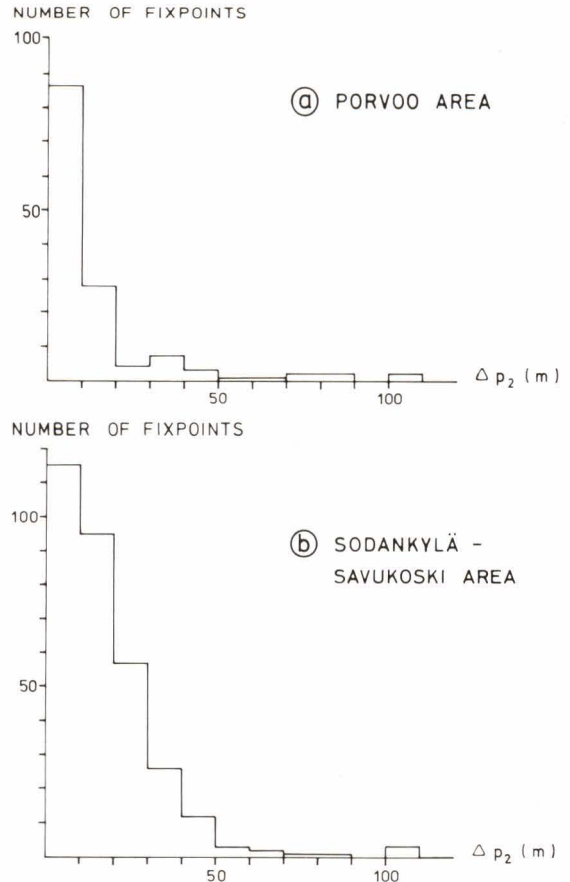 NUMBER OF FIXPOINTS
100
ⓐ PORVOO AREA
50
50
100
Δ p₂ (m)
NUMBER OF FIXPOINTS
100
ⓑ SODANKYLÄ -
SAVUKOSKI AREA
50
50
100
Δ p₂ (m)